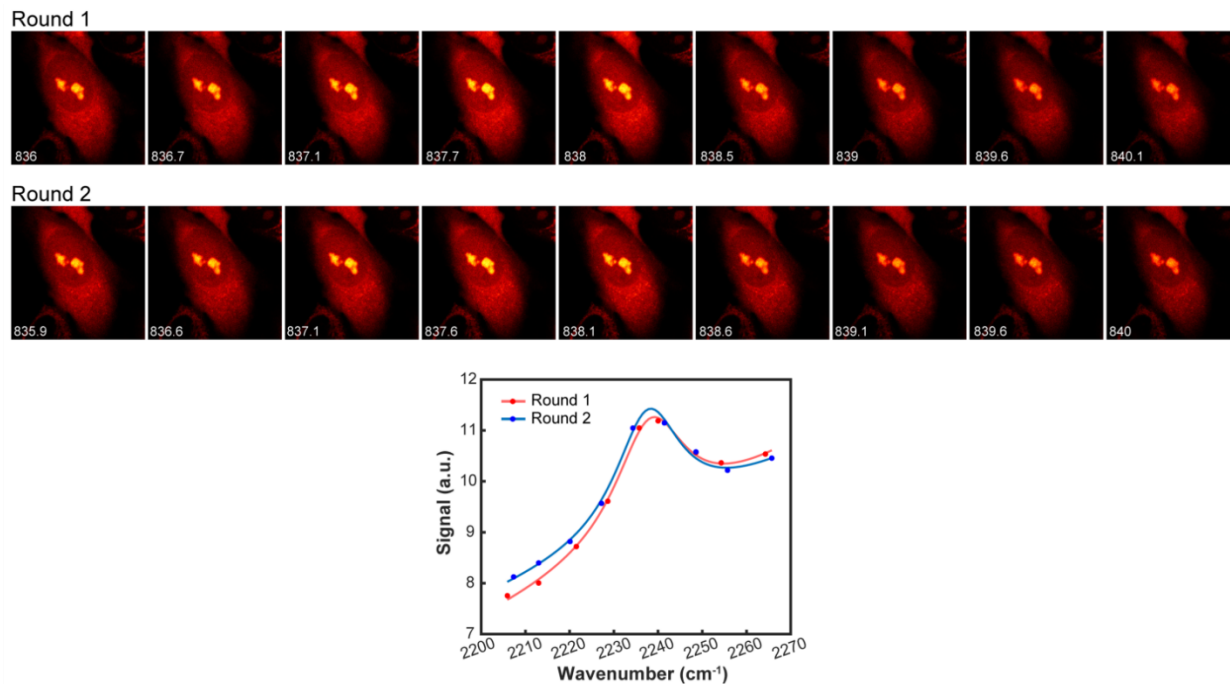 Round 1
836 836.7 837.1 837.7 838 838.5 839 839.6 840.1
Round 2
835.9 836.6 837.1 837.6 838.1 838.6 839.1 839.6 840
12
11
10
9
8
7
Signal (a.u.)
Round 1
Round 2
2200 2210 2220 2230 2240 2250 2260 2270
Wavenumber (cm⁻¹)